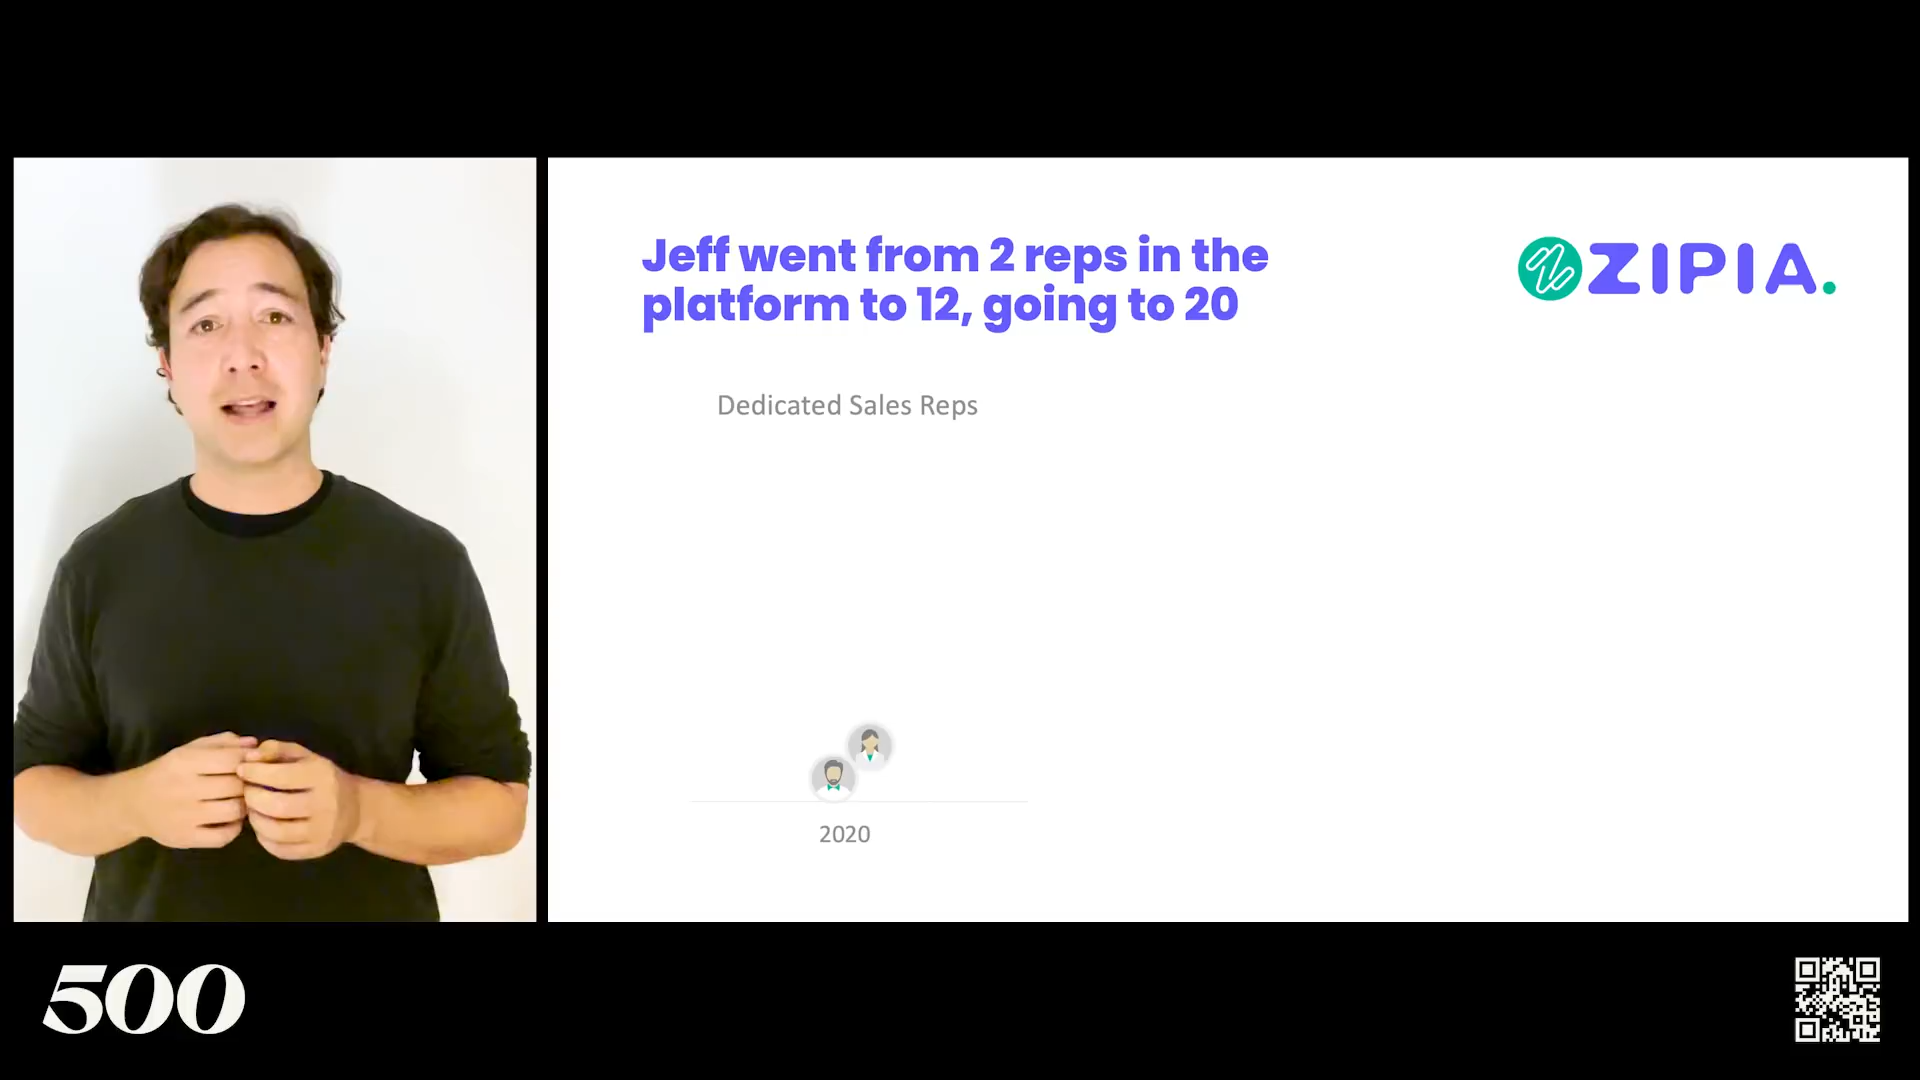 Jeff went from 2 reps in the
platform to 12, going to 20
ZIPIA.
Dedicated Sales Reps
2020
500